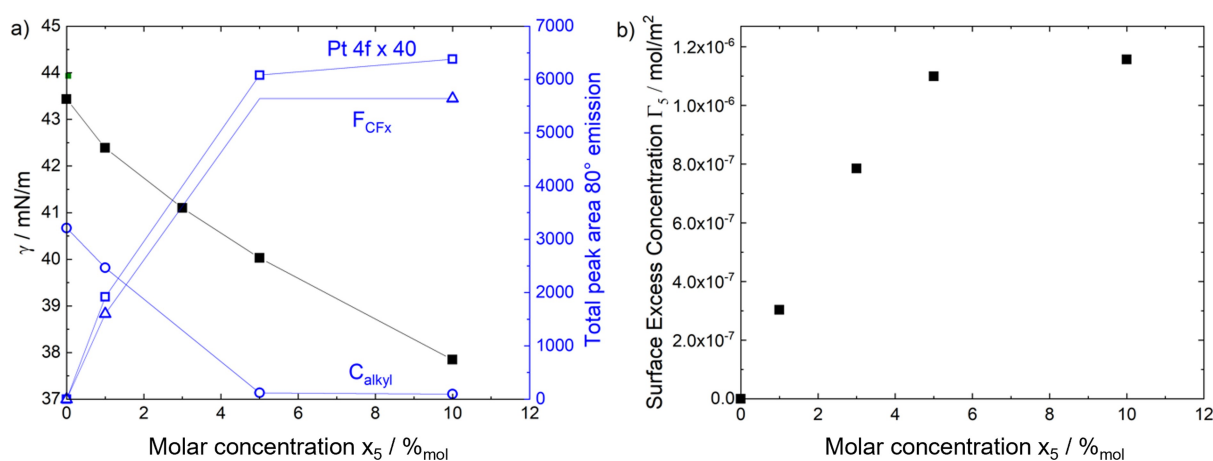 a)
45
44
43
42
41
40
39
38
37
γ / mN/m
7000
6000
5000
4000
3000
2000
1000
0
Total peak area 80° emission
Pt 4f x 40
F_CFx
C_alkyl
0 2 4 6 8 10 12
Molar concentration x₅ / %mol
b)
1.2x10⁻⁶
1.0x10⁻⁶
8.0x10⁻⁷
6.0x10⁻⁷
4.0x10⁻⁷
2.0x10⁻⁷
0.0
Surface Excess Concentration Γ₅ / mol/m²
0 2 4 6 8 10 12
Molar concentration x₅ / %mol